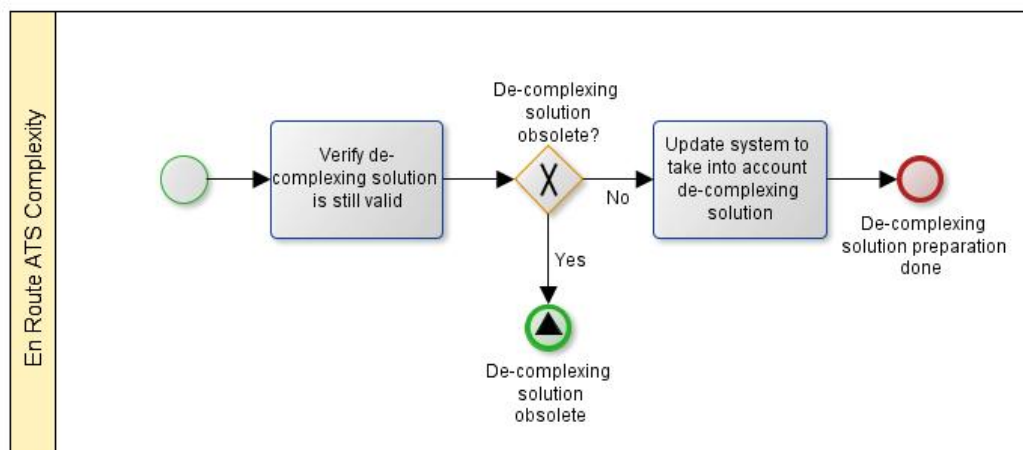 En Route ATS Complexity
Verify de-
complexing solution
is still valid
De-complexing
solution
obsolete?
No
Yes
De-complexing
solution
obsolete
Update system to
take into account
de-complexing
solution
De-complexing
solution preparation
done